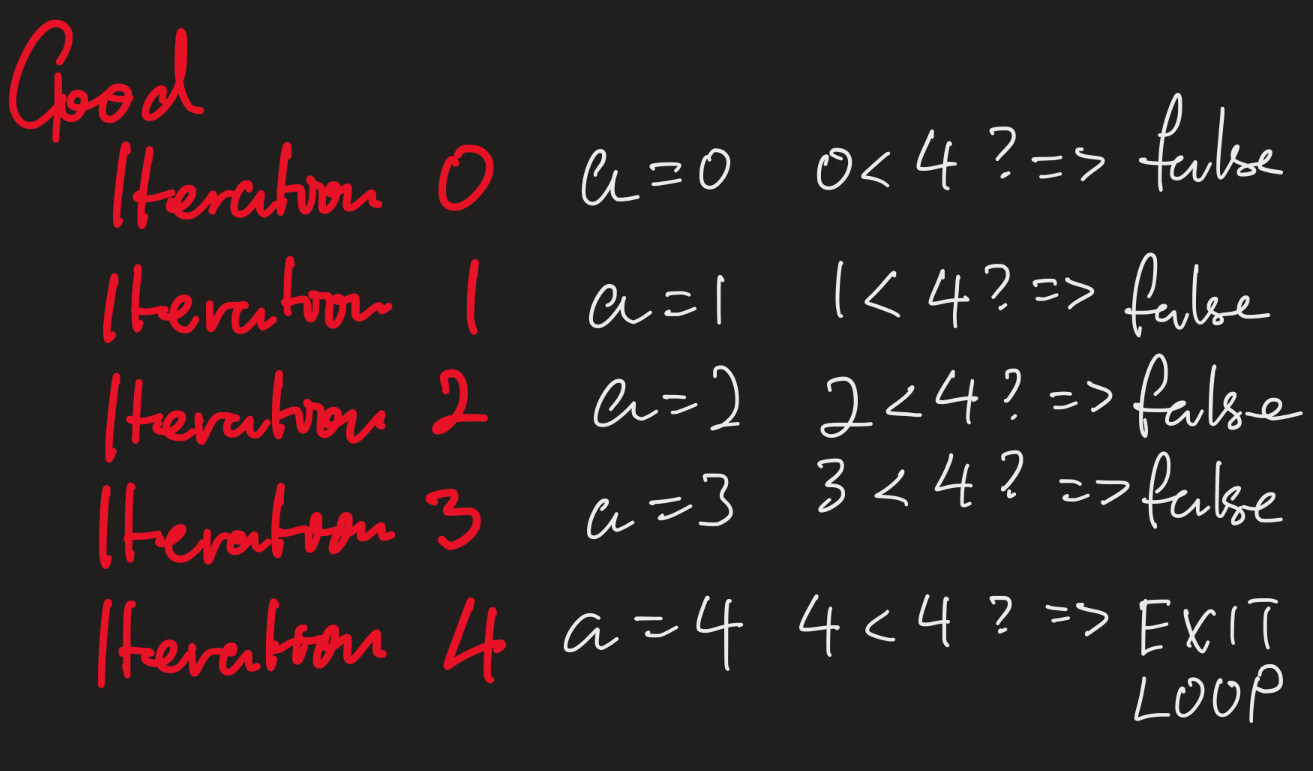 Good
Iteration 0 a=0 0<4 ?=> false
Iteration 1 a=1 1<4?=> false
Iteration 2 a=2 2<4? => false
Iteration 3 a=3 3<4? => false
Iteration 4 a=4 4<4 ? => EXIT
LOOP